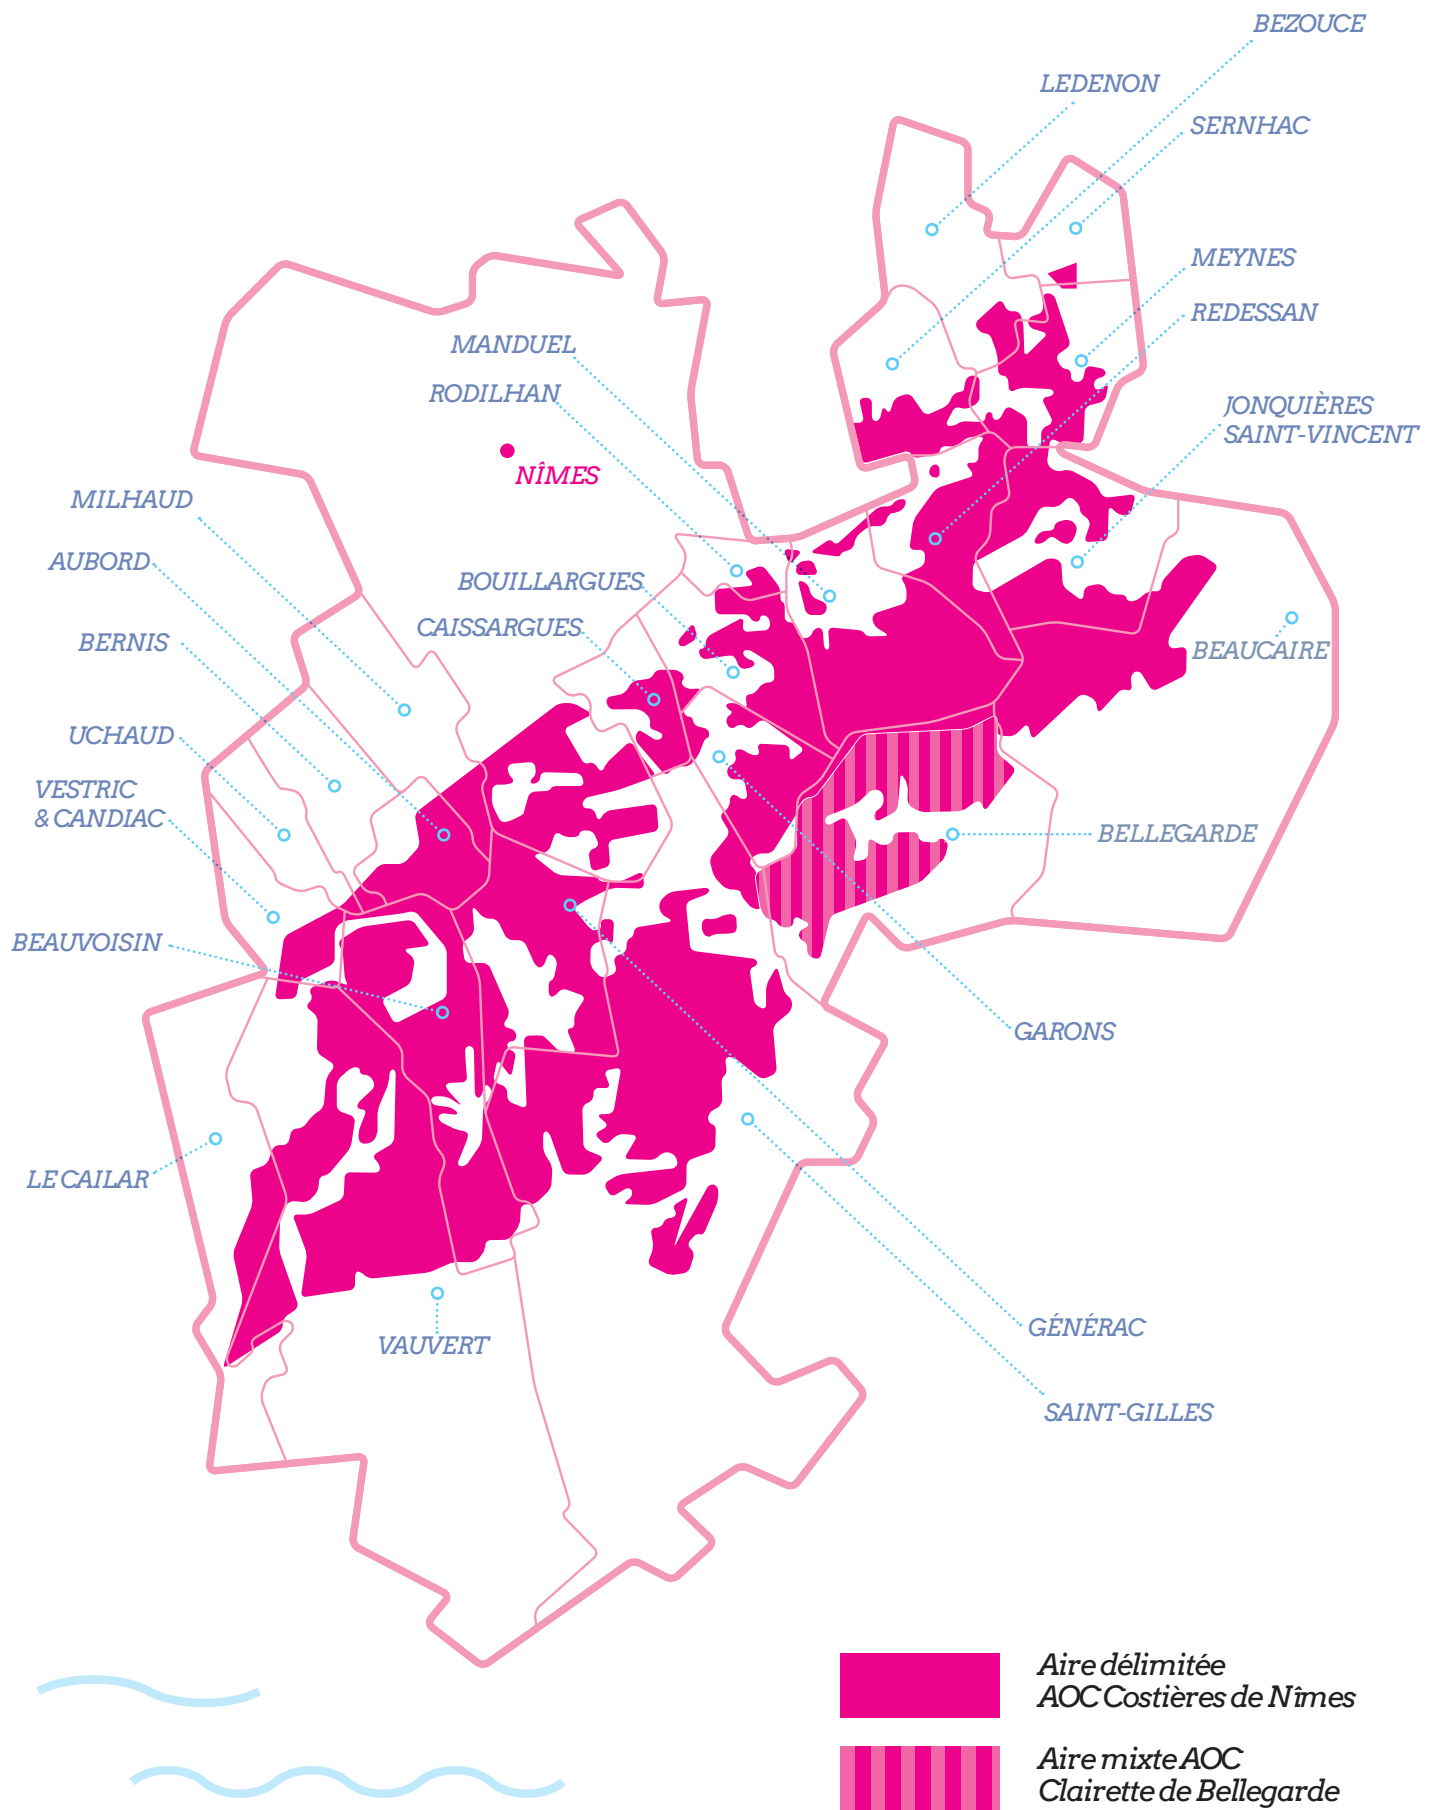 BEZOUCE
LEDENON
SERNHAC
MEYNES
REDESSAN
MANDUEL
RODILHAN
JONQUIÈRES
SAINT-VINCENT
NÎMES
MILHAUD
AUBORD
BOUILLARGUES
CAISSARGUES
BERNIS
BEAUCAIRE
UCHAUD
VESTRIC
& CANDIAC
BELLEGARDE
BEAUVOISIN
GARONS
LE CAILAR
GÉNÉRAC
VAUVERT
SAINT-GILLES
Aire délimitée
AOC Costières de Nîmes
Aire mixte AOC
Clairette de Bellegarde